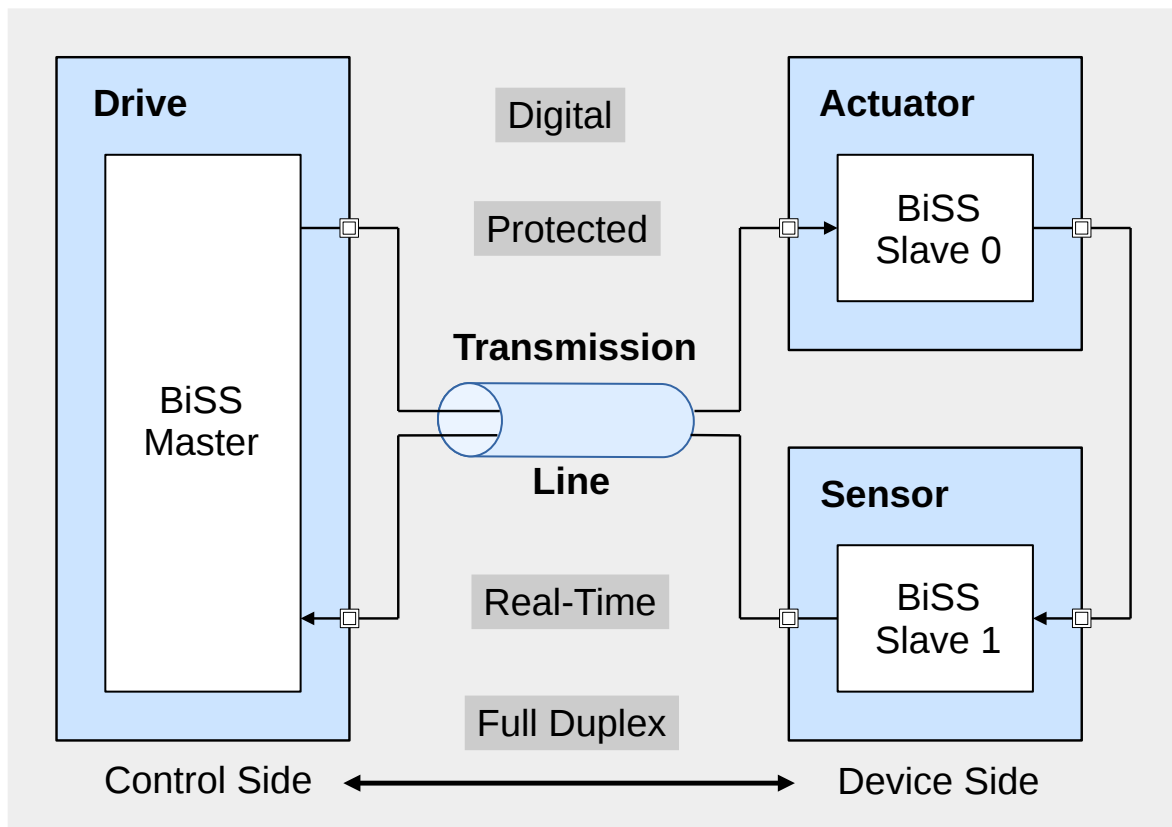 Drive
BiSS
Master
Digital
Protected
Transmission
Line
Real-Time
Full Duplex
Actuator
BiSS
Slave 0
Sensor
BiSS
Slave 1
Control Side
Device Side